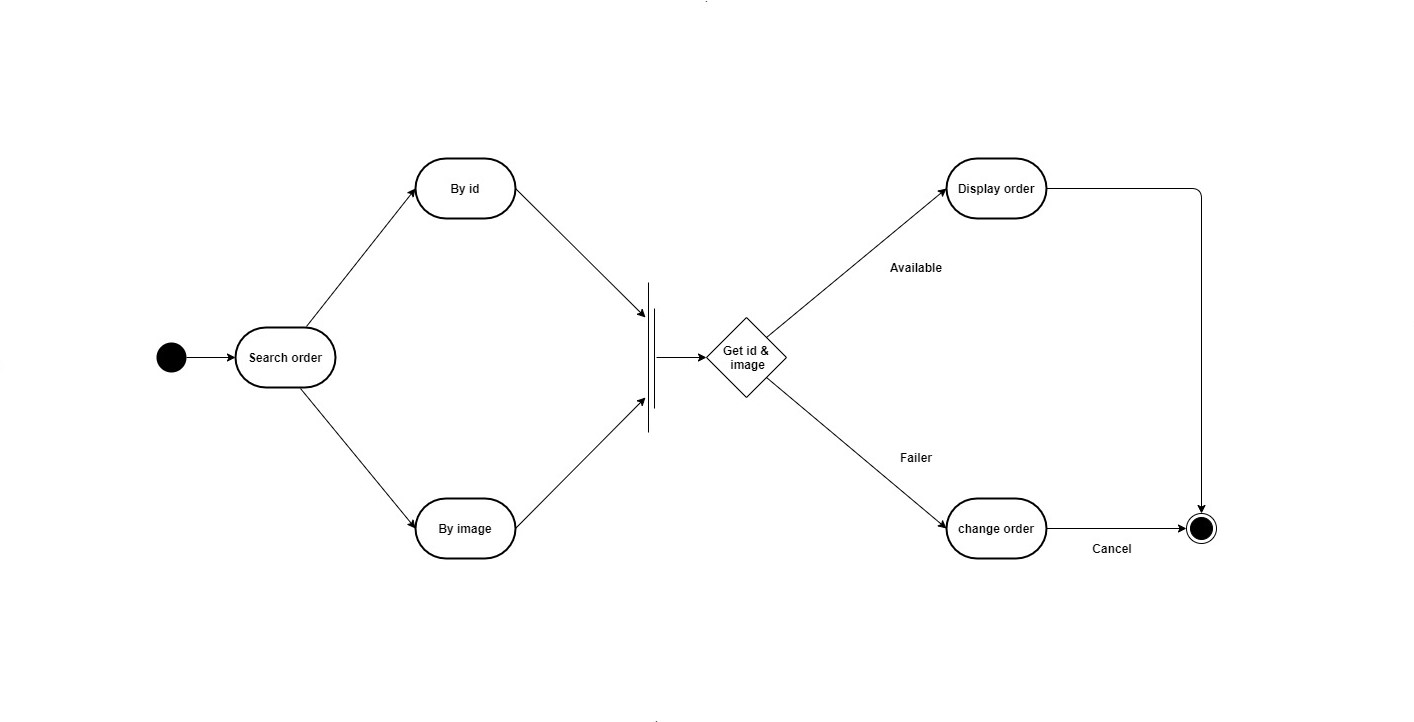 By id
Display order
Available
Search order
Get id &
image
Failer
By image
change order
Cancel